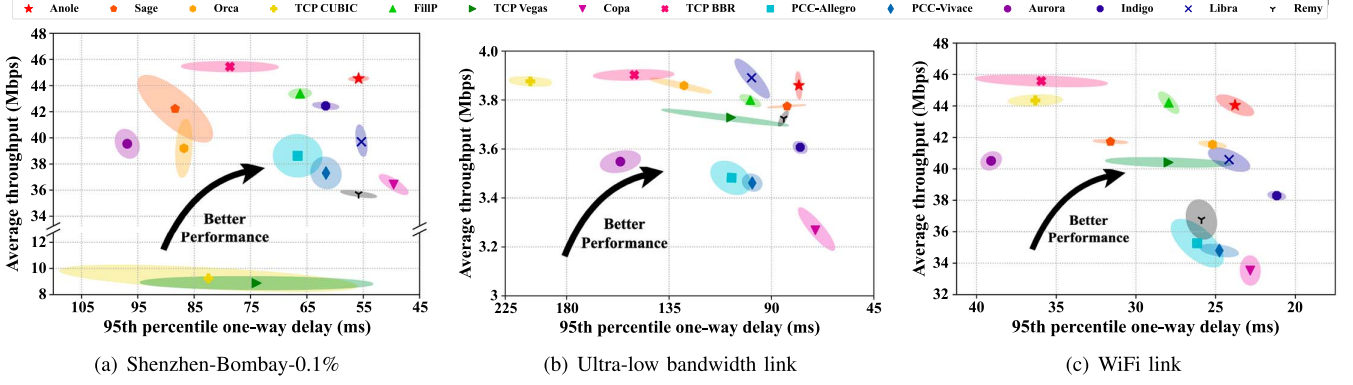 Anole Sage Orca TCP CUBIC FillP TCP Vegas Copa TCP BBR PCC-Allegro PCC-Vivace Aurora Indigo Libra Remy
Average throughput (Mbps)
48
46
44
42
40
38
36
34
12
10
8
Better
Performance
105 95 85 75 65 55 45
95th percentile one-way delay (ms)
(a) Shenzhen-Bombay-0.1%
Average throughput (Mbps)
4.0
3.8
3.6
3.4
3.2
3
Better
Performance
225 180 135 90 45
95th percentile one-way delay (ms)
(b) Ultra-low bandwidth link
Average throughput (Mbps)
48
46
44
42
40
38
36
34
32
Better
Performance
40 35 30 25 20
95th percentile one-way delay (ms)
(c) WiFi link